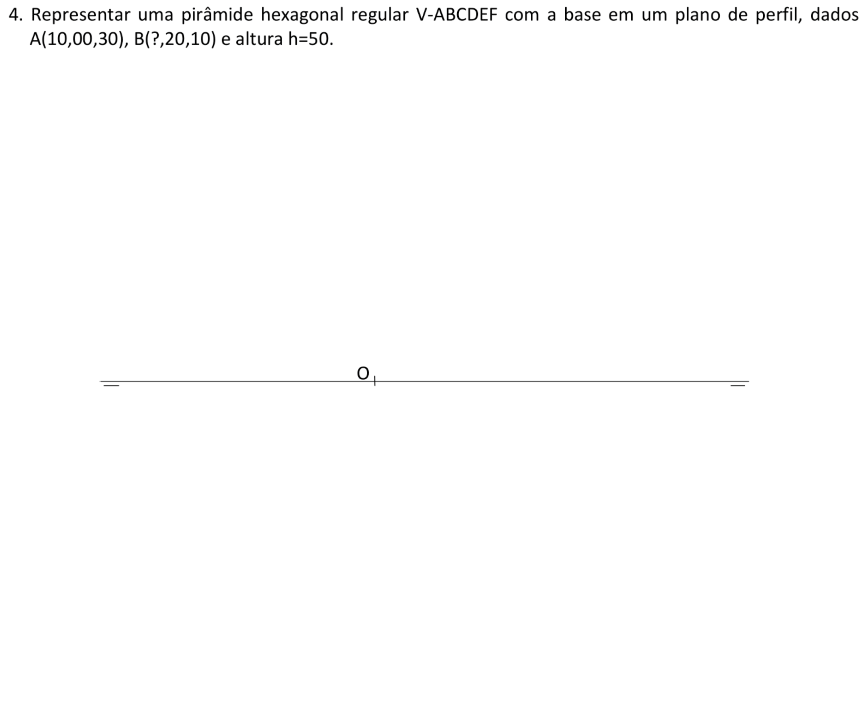 4. Representar uma pirâmide hexagonal regular V-ABCDEF com a base em um plano de perfil, dados
A(10,00,30), B(?,20,10) e altura h=50.
O